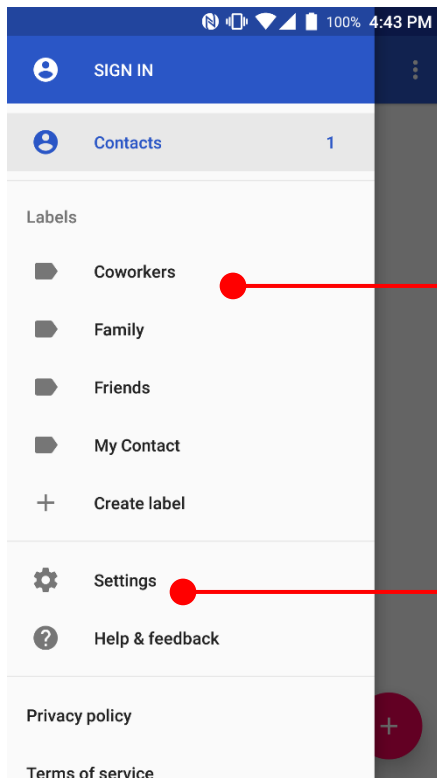 100% 4:43 PM
SIGN IN
Contacts 1
Labels
Coworkers
Family
Friends
My Contact
Create label
Settings
Help & feedback
Privacy policy
Terms of service